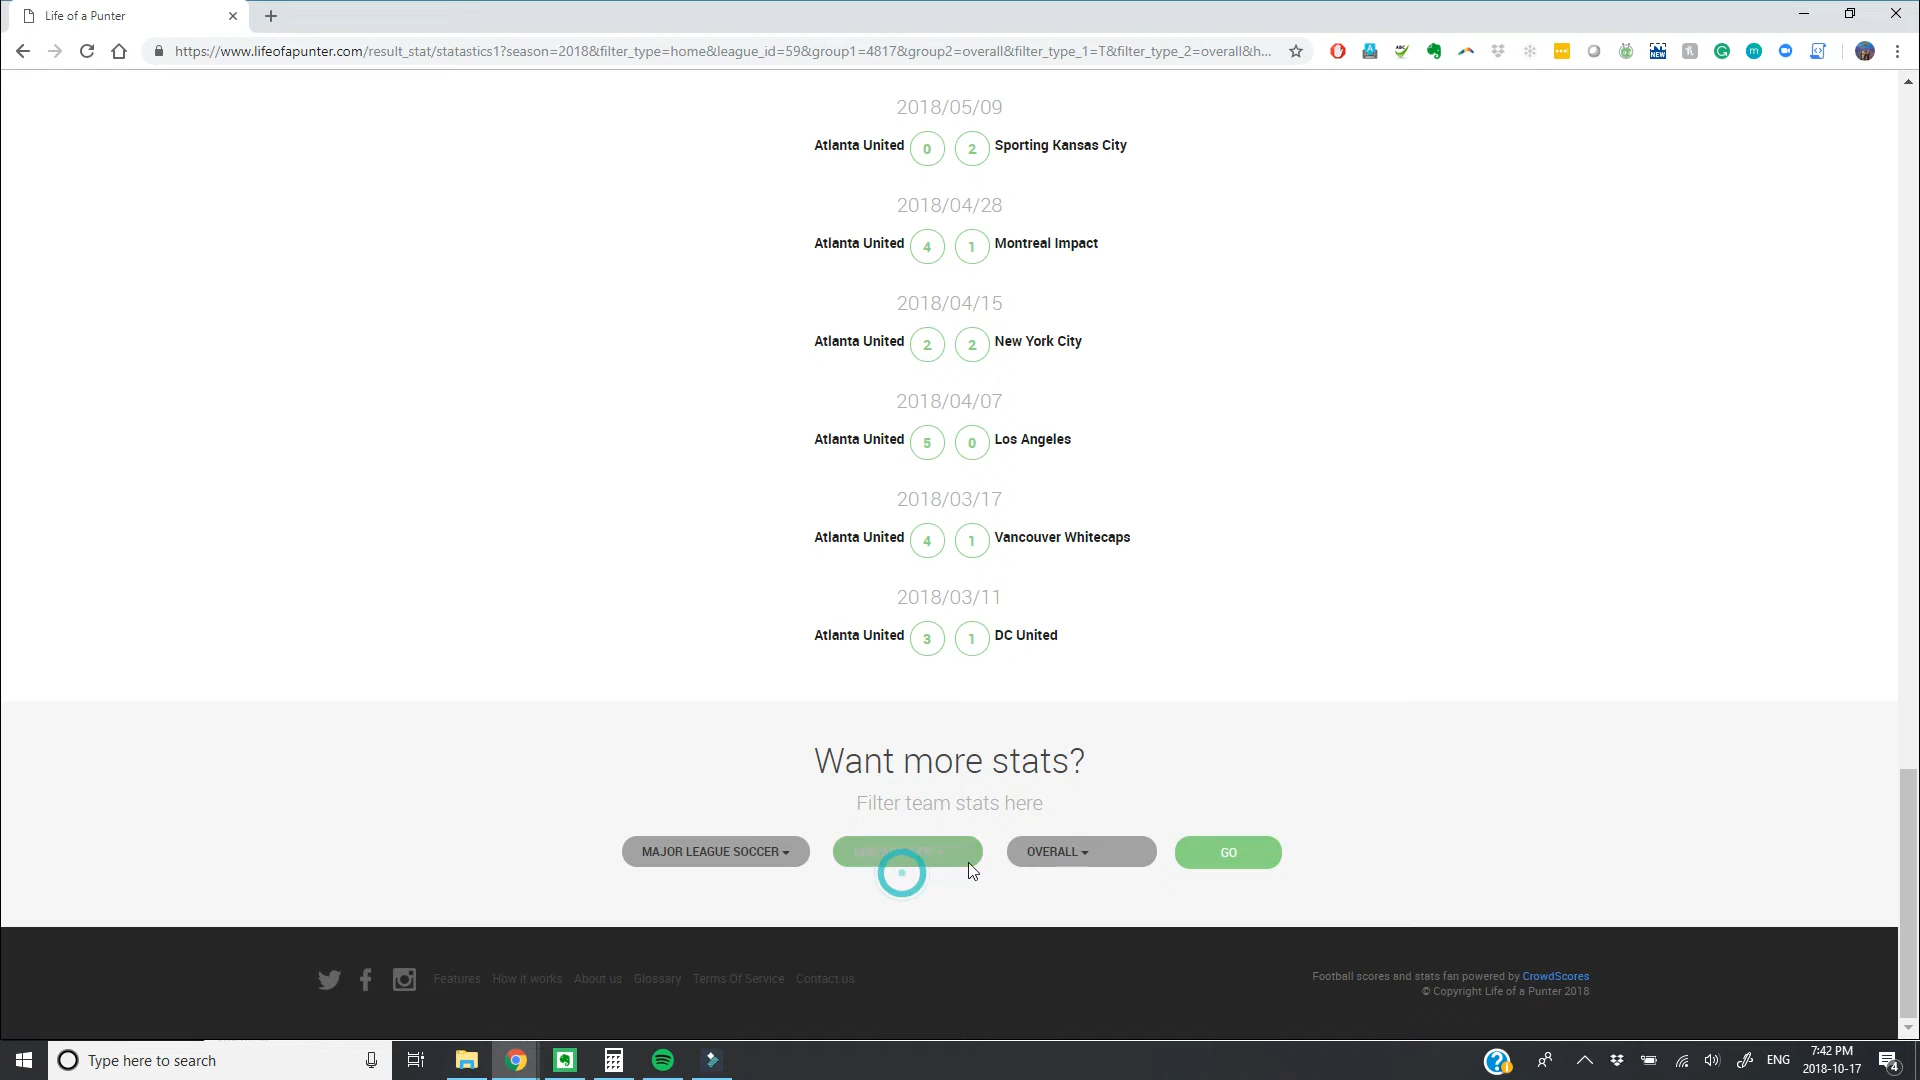 Life of a Punter
https://www.lifeofapunter.com/result_stat/statastics1?season=2018&filter_type=home&league_id=59&group1=4817&group2=overall&filter_type_1=T&filter_type_2=overall&h...
2018/05/09
Atlanta United 0 2 Sporting Kansas City
2018/04/28
Atlanta United 4 1 Montreal Impact
2018/04/15
Atlanta United 2 2 New York City
2018/04/07
Atlanta United 5 0 Los Angeles
2018/03/17
Atlanta United 4 1 Vancouver Whitecaps
2018/03/11
Atlanta United 3 1 DC United
Want more stats?
Filter team stats here
MAJOR LEAGUE SOCCER OVERALL GO
Features How it works About us Glossary Terms Of Service Contact us
Football scores and stats fan powered by CrowdScores
© Copyright Life of a Punter 2018
Type here to search
ENG
7:42 PM
2018-10-17
4